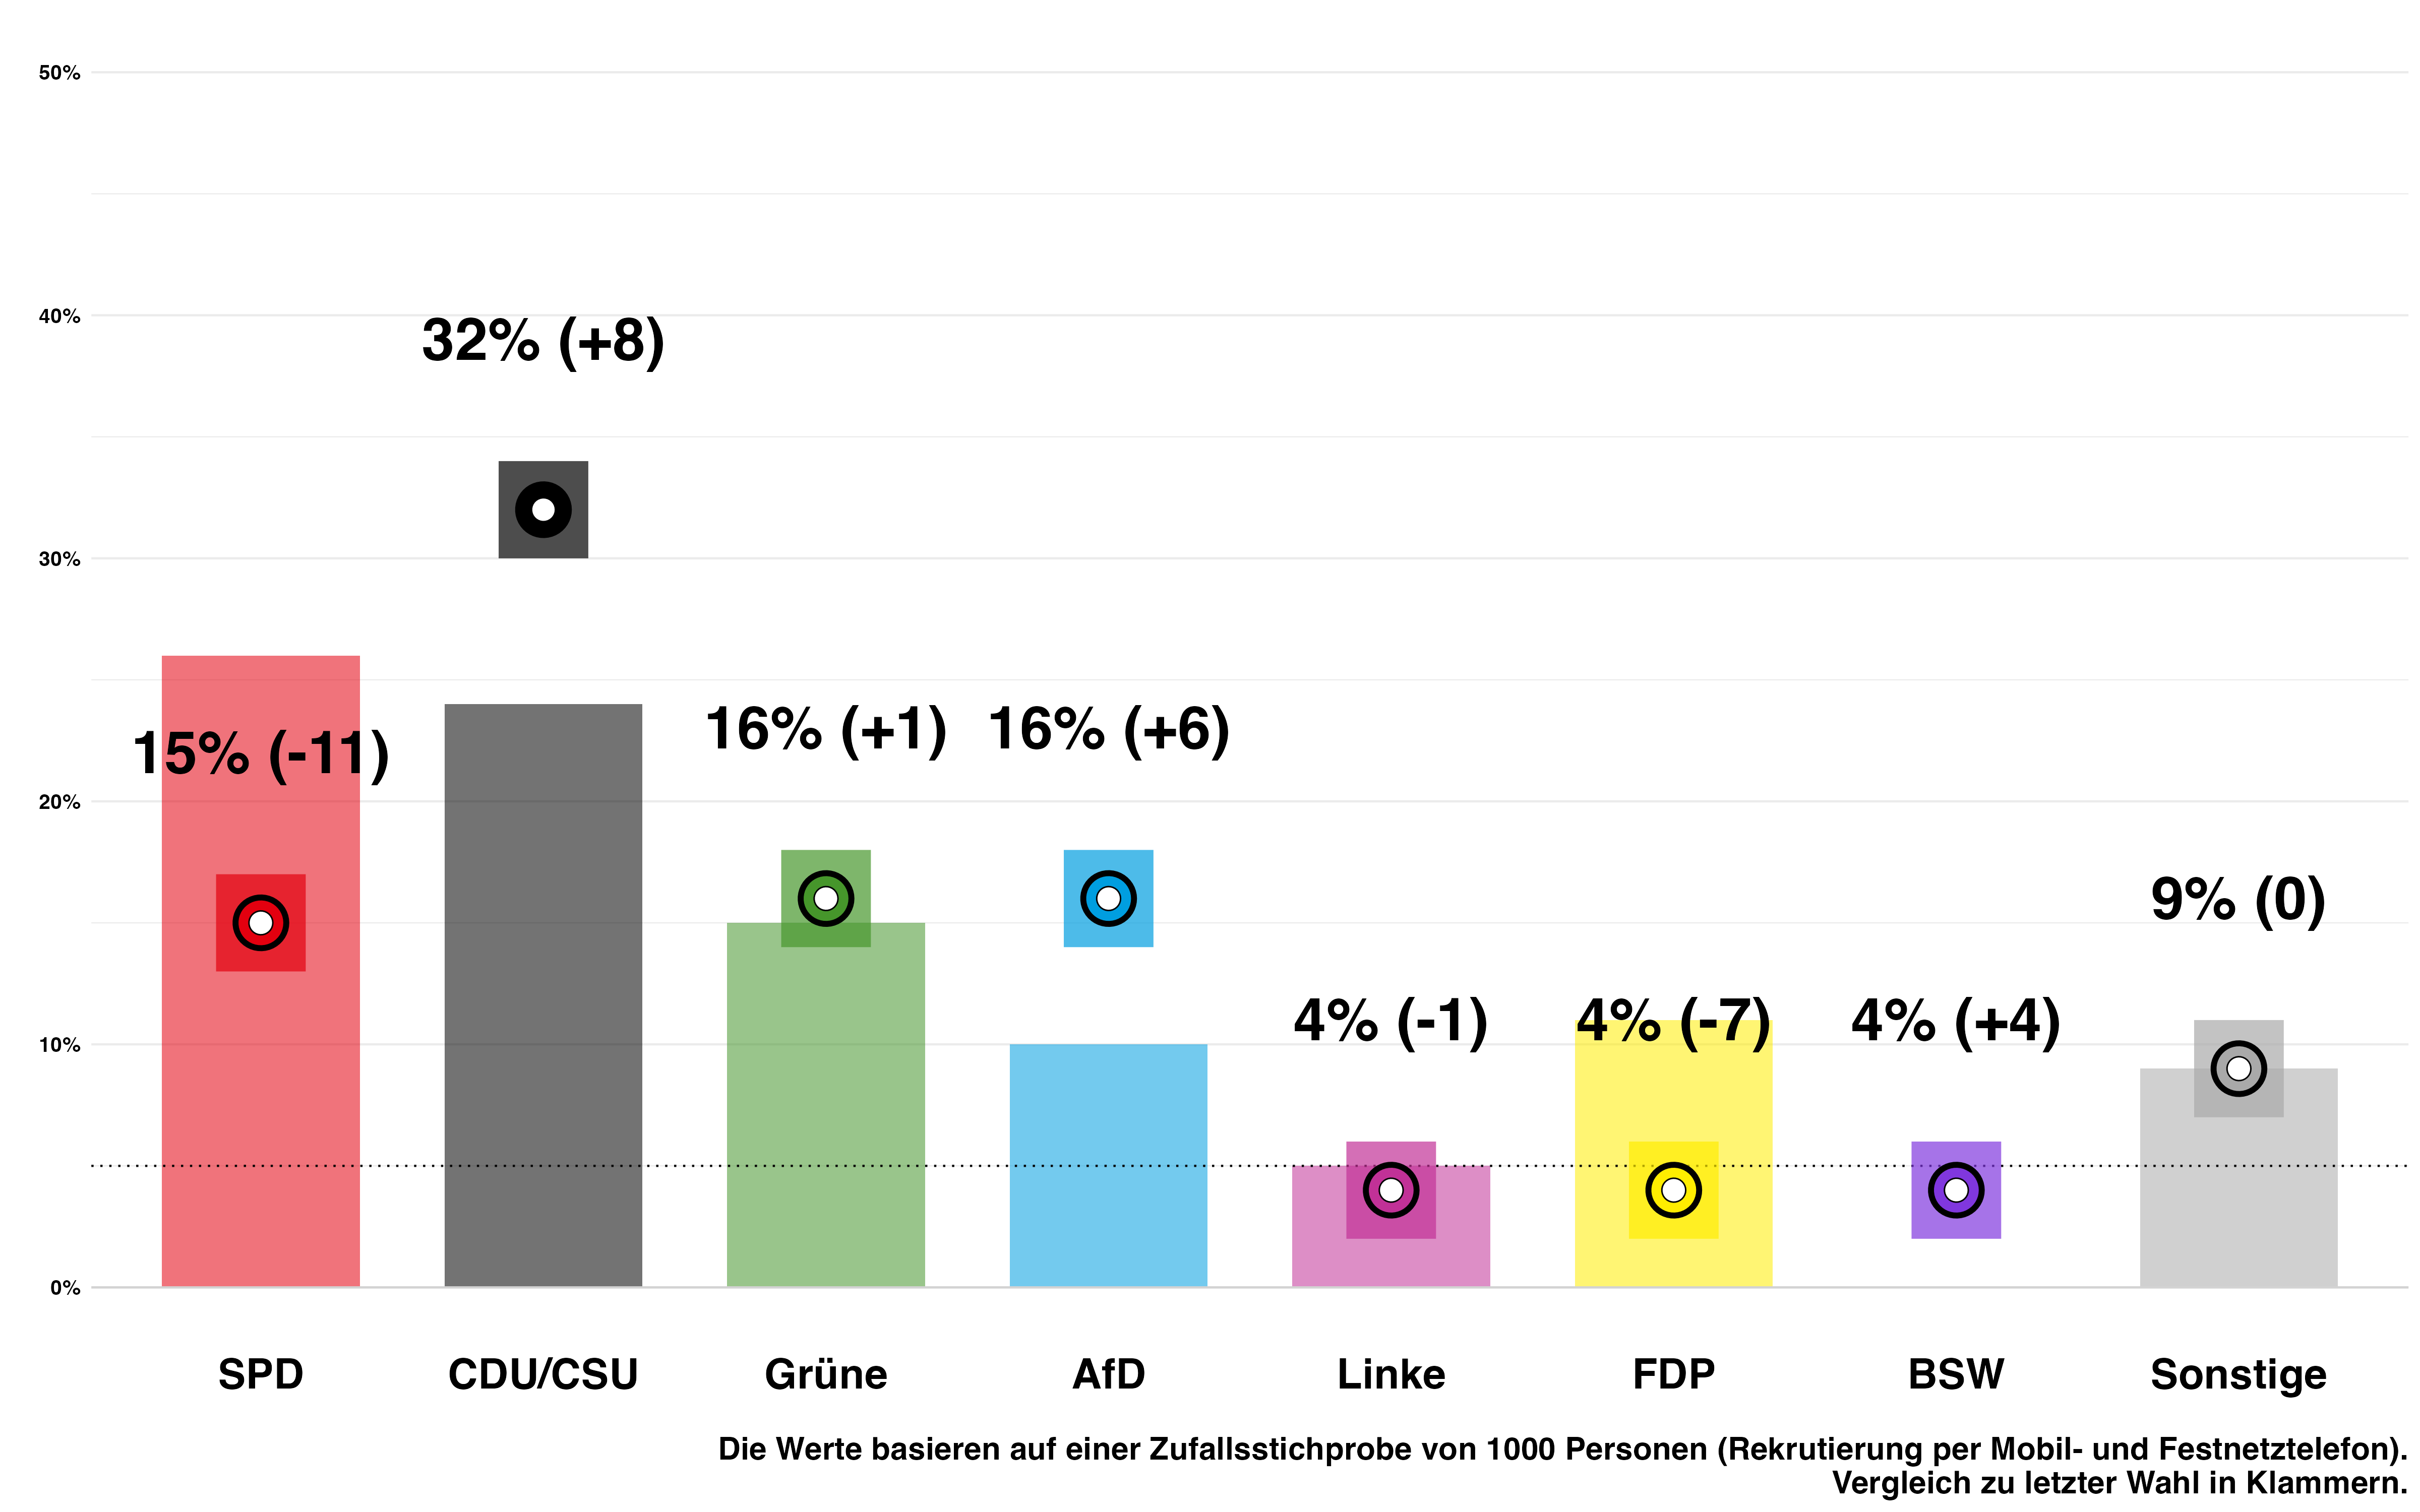 50%
40%
32% (+8)
30%
16% (+1) 16% (+6)
15% (-11)
20%
9% (0)
4% (-1) 4% (-7) 4% (+4)
10%
0%
SPD CDU/CSU Grüne AfD Linke FDP BSW Sonstige
Die Werte basieren auf einer Zufallsstichprobe von 1000 Personen (Rekrutierung per Mobil- und Festnetztelefon).
Vergleich zu letzter Wahl in Klammern.